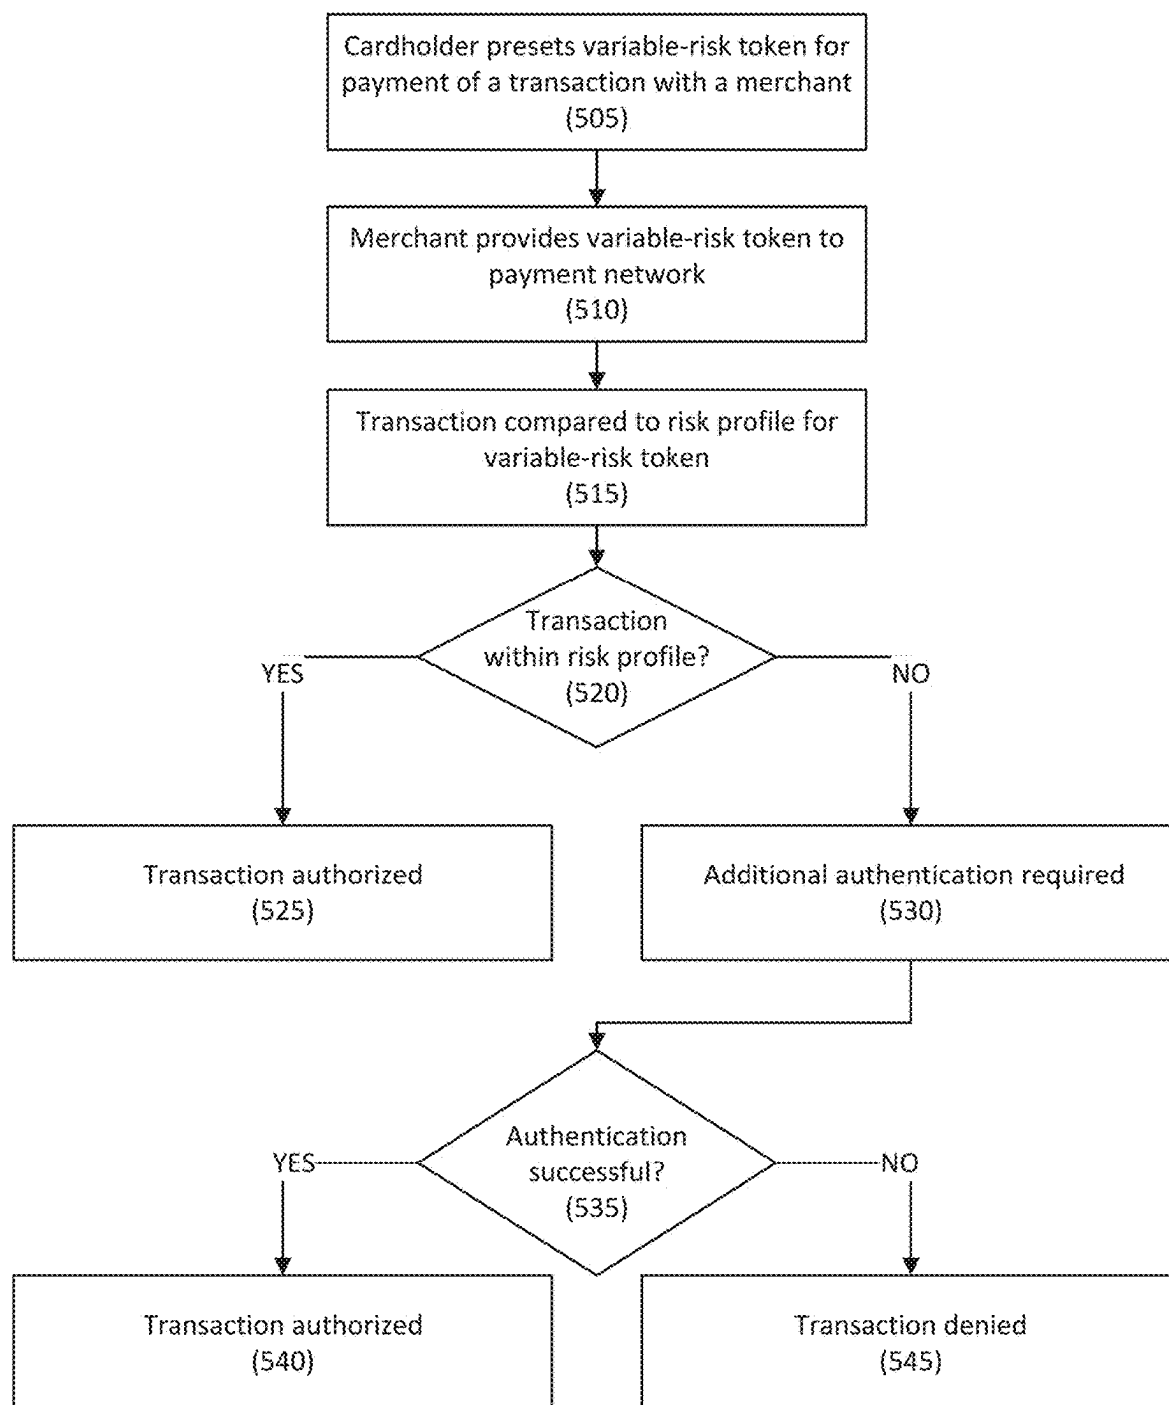 Cardholder presets variable-risk token for
payment of a transaction with a merchant
(505)
Merchant provides variable-risk token to
payment network
(510)
Transaction compared to risk profile for
variable-risk token
(515)
Transaction
within risk profile?
(520)
YES
NO
Transaction authorized
(525)
Additional authentication required
(530)
Authentication
successful?
(535)
YES
NO
Transaction authorized
(540)
Transaction denied
(545)